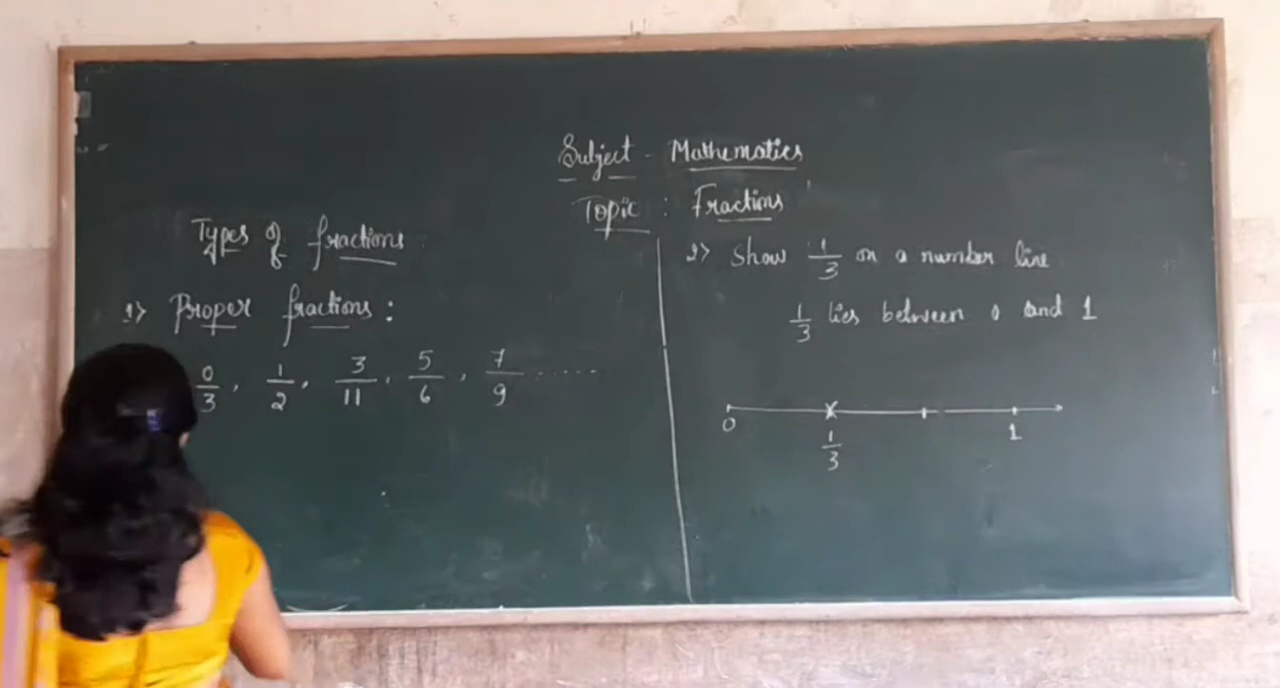 Subject - Mathematics
Topic : Fractions
Types of fractions
1> Proper fractions :
0/3, 1/2, 3/11, 5/6, 7/9 ......
2> Show 1/3 on a number line
1/3 lies between 0 and 1
0 1/3 1